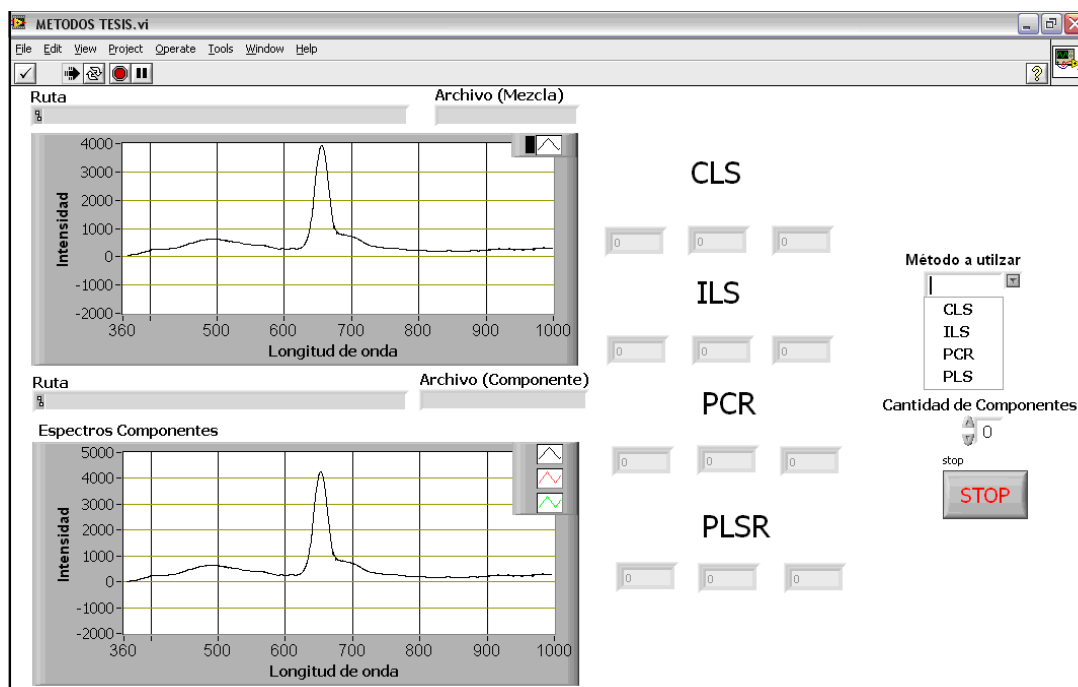 METODOS TESIS.vi
File Edit View Project Operate Tools Window Help
Ruta
Archivo (Mezcla)
4000
3000
2000
1000
0
-1000
-2000
Intensidad
360 500 600 700 800 900 1000
Longitud de onda
Ruta
Archivo (Componente)
Espectros Componentes
5000
4000
3000
2000
1000
0
-1000
-2000
Intensidad
360 500 600 700 800 900 1000
Longitud de onda
CLS
0 0 0
ILS
0 0 0
PCR
0 0 0
PLSR
0 0 0
Método a utilzar
CLS
ILS
PCR
PLS
Cantidad de Componentes
0
stop
STOP